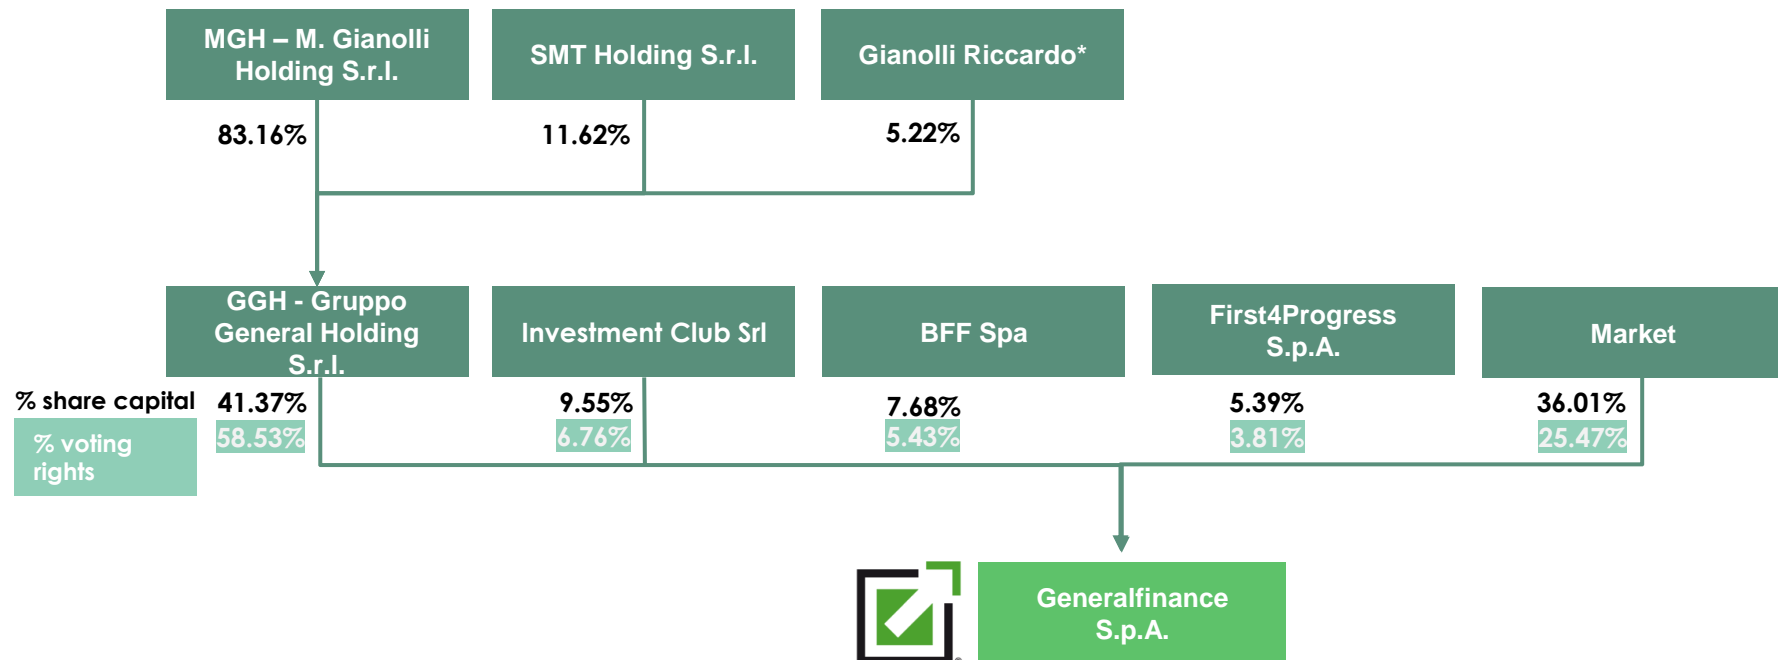 MGH – M. Gianolli
Holding S.r.l.
SMT Holding S.r.l.
Gianolli Riccardo*
83.16%
11.62%
5.22%
GGH - Gruppo
General Holding
S.r.l.
Investment Club Srl
BFF Spa
First4Progress
S.p.A.
Market
% share capital
41.37%
9.55%
7.68%
5.39%
36.01%
% voting
rights
58.53%
6.76%
5.43%
3.81%
25.47%
Generalfinance
S.p.A.